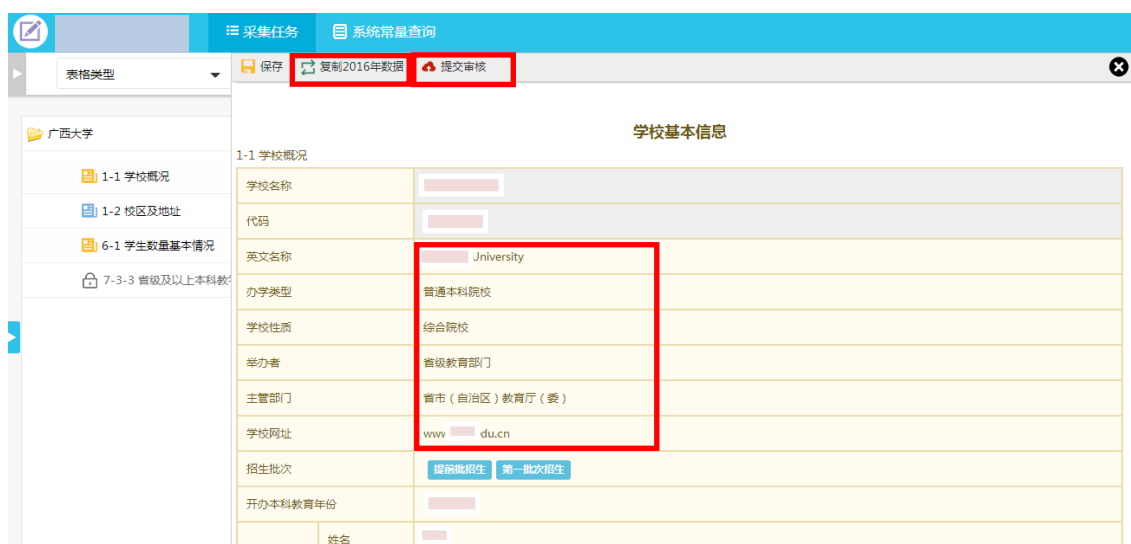 采集任务 系统常量查询
表格类型 保存 复制2016年数据 提交审核
学校基本信息
广西大学
1-1 学校概况
1-1 学校概况
1-2 校区及地址
6-1 学生数量基本情况
7-3-3 省级及以上本科教
学校名称
代码
英文名称 University
办学类型 普通本科院校
学校性质 综合院校
举办者 省级教育部门
主管部门 省市（自治区）教育厅（委）
学校网址 www du.cn
招生批次 提前批招生 第一批次招生
开办本科教育年份
姓名